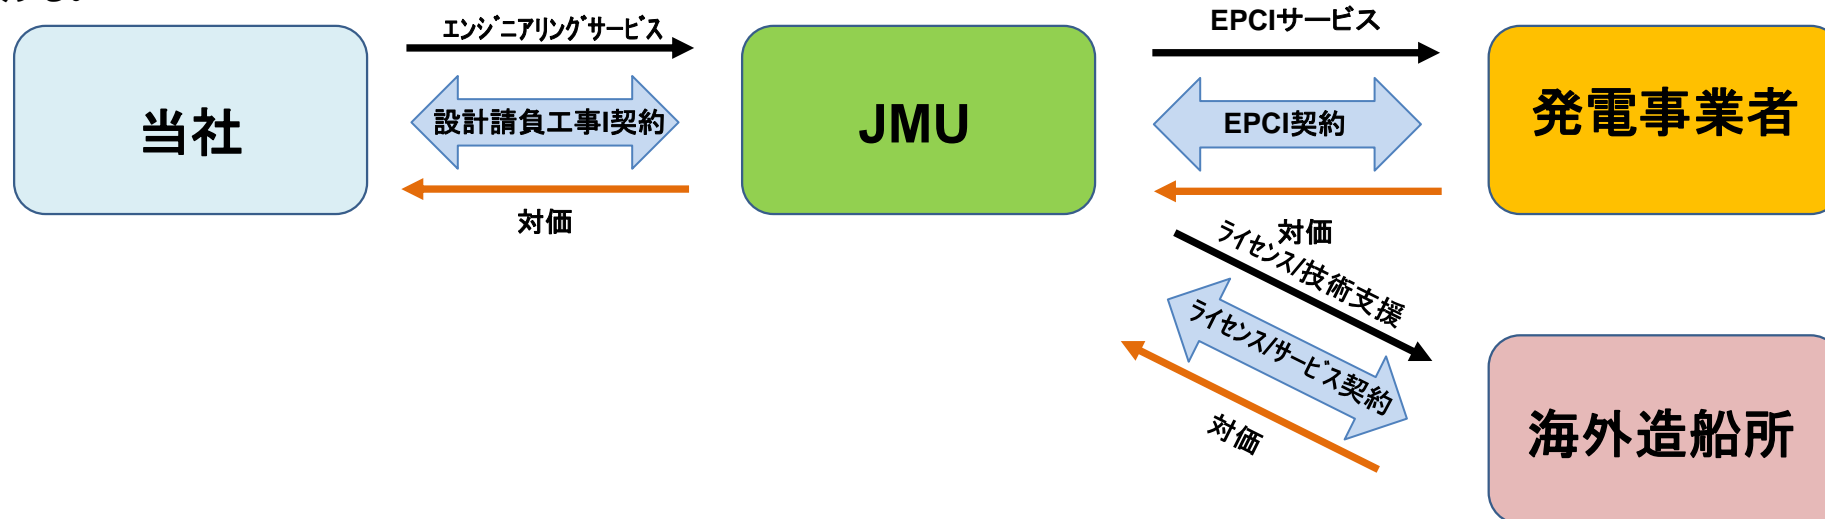 エンジニアリングサービス
EPCIサービス
当社
設計請負工事I契約
JMU
EPCI契約
発電事業者
対価
対価
ライセンス/技術支援
ライセンス/サービス契約
対価
海外造船所